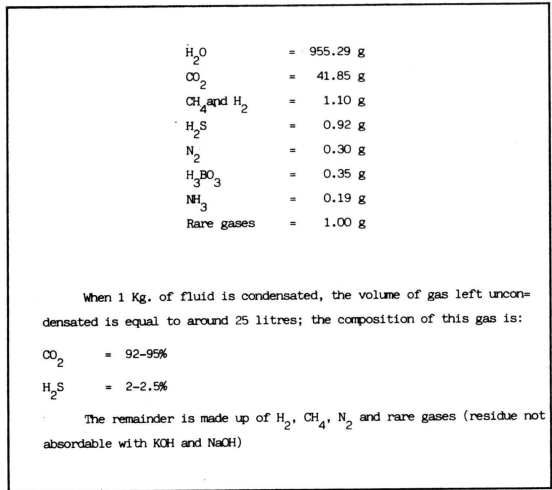 H2O = 955.29 g
CO2 = 41.85 g
CH4and H2 = 1.10 g
H2S = 0.92 g
N2 = 0.30 g
H3BO3 = 0.35 g
NH3 = 0.19 g
Rare gases = 1.00 g
When 1 Kg. of fluid is condensated, the volume of gas left uncon=
densated is equal to around 25 litres; the composition of this gas is:
CO2 = 92-95%
H2S = 2-2.5%
The remainder is made up of H2, CH4, N2 and rare gases (residue not
absordable with KOH and NaOH)